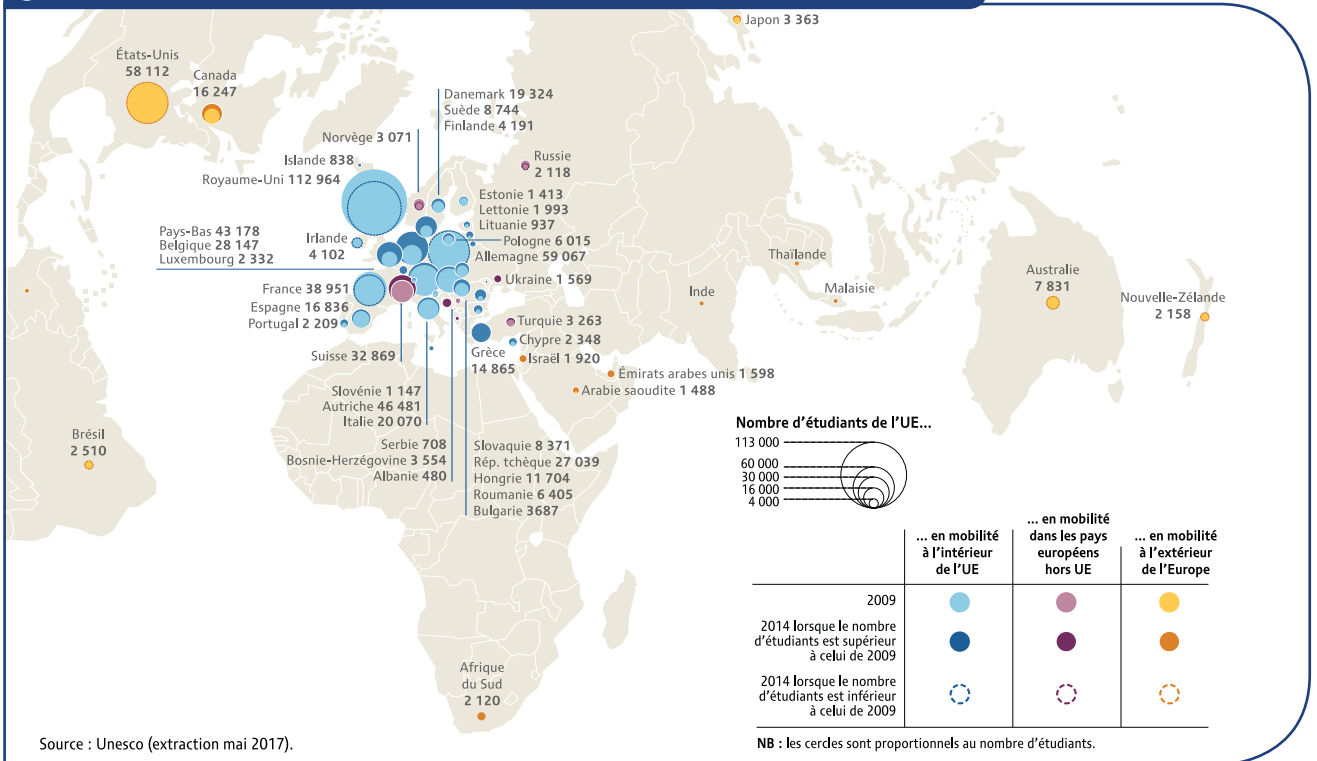 Japon 3 363
États-Unis
58 112
Canada
16 247
Danemark 19 324
Suède 8 744
Finlande 4 191
Norvège 3 071
Islande 838
Royaume-Uni 112 964
Russie
2 118
Estonie 1 413
Lettonie 1 993
Lituanie 937
Pologne 6 015
Allemagne 59 067
Pays-Bas 43 178
Belgique 28 147
Luxembourg 2 332
Irlande
4 102
Ukraine 1 569
France 38 951
Espagne 16 836
Portugal 2 209
Suisse 32 869
Turquie 3 263
Chypre 2 348
Israël 1 920
Grèce
14 865
Émirats arabes unis 1 598
Arabie saoudite 1 488
Slovénie 1 147
Autriche 46 481
Italie 20 070
Serbie 708
Bosnie-Herzégovine 3 554
Albanie 480
Slovaquie 8 371
Rép. tchèque 27 039
Hongrie 11 704
Roumanie 6 405
Bulgarie 3687
Thaïlande
Inde
Malaisie
Australie
7 831
Nouvelle-Zélande
2 158
Brésil
2 510
Afrique
du Sud
2 120
Nombre d'étudiants de l'UE...
113 000
60 000
30 000
16 000
4 000
... en mobilité
à l'intérieur
de l'UE
... en mobilité
dans les pays
européens
hors UE
... en mobilité
à l'extérieur
de l'Europe
2009
2014 lorsque le nombre
d'étudiants est supérieur
à celui de 2009
2014 lorsque le nombre
d'étudiants est inférieur
à celui de 2009
Source : Unesco (extraction mai 2017).
NB : les cercles sont proportionnels au nombre d'étudiants.